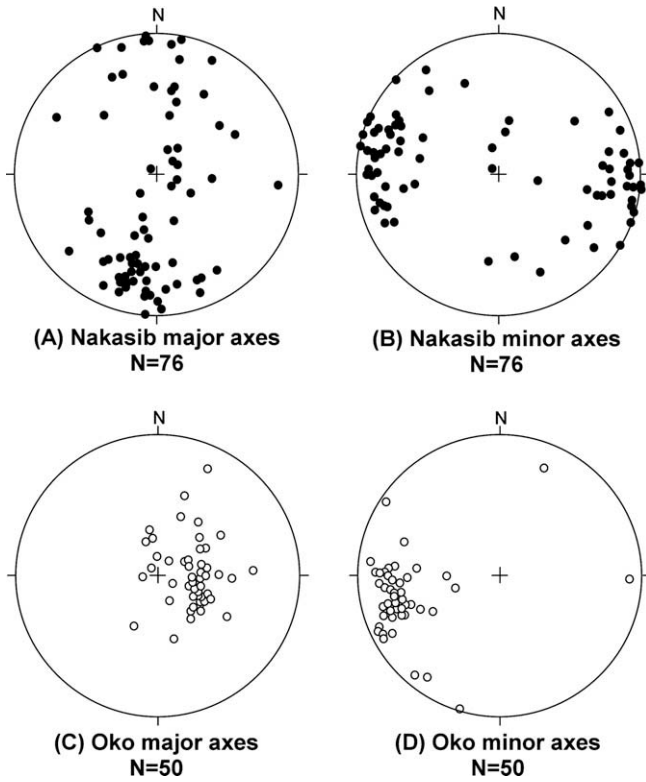 N
N
(A) Nakasib major axes
N=76
(B) Nakasib minor axes
N=76
N
N
(C) Oko major axes
N=50
(D) Oko minor axes
N=50